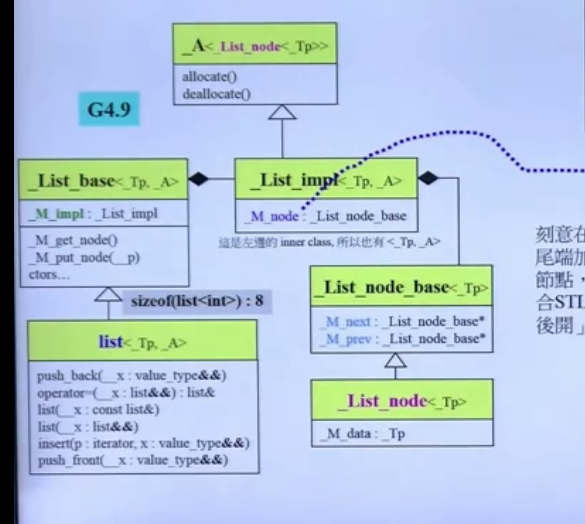 _A<_List_node<_Tp>>
allocate()
deallocate()
G4.9
_List_base<_Tp, _A>
_M_impl : _List_impl
_M_get_node()
_M_put_node(__p)
ctors…
_List_impl<_Tp, _A>
_M_node : _List_node_base
這是左邊的 inner class, 所以也有 <_Tp, _A>
sizeof(list<int>) : 8
_List_node_base<_Tp>
_M_next : _List_node_base*
_M_prev : _List_node_base*
list<_Tp, _A>
push_back(__x : value_type&&)
operator=(__x : list&&) : list&
list(__x : const list&)
list(__x : list&&)
insert(p : iterator, x : value_type&&)
push_front(__x : value_type&&)
_List_node<_Tp>
_M_data : _Tp
刻意在
尾端加
節點，
合STL
後開」